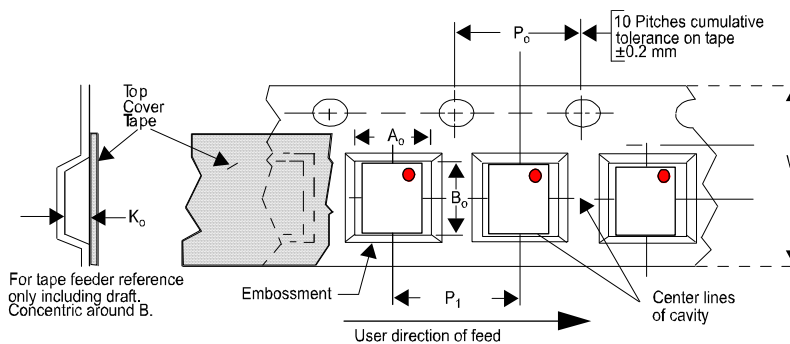 10 Pitches cumulative
tolerance on tape
±0.2 mm
Po
Top
Cover
Tape
Ao
Bo
Ko
For tape feeder reference
only including draft.
Concentric around B.
Embossment
P1
Center lines
of cavity
User direction of feed